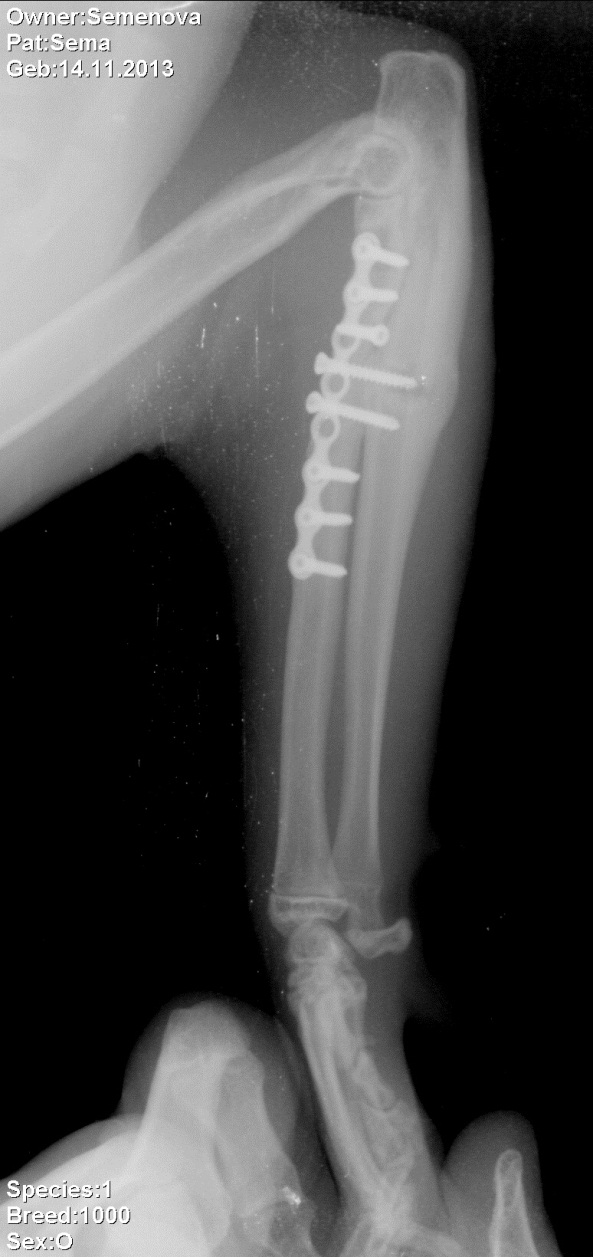 Owner:Semenova
Pat:Sema
Geb:14.11.2013
Species:1
Breed:1000
Sex:O